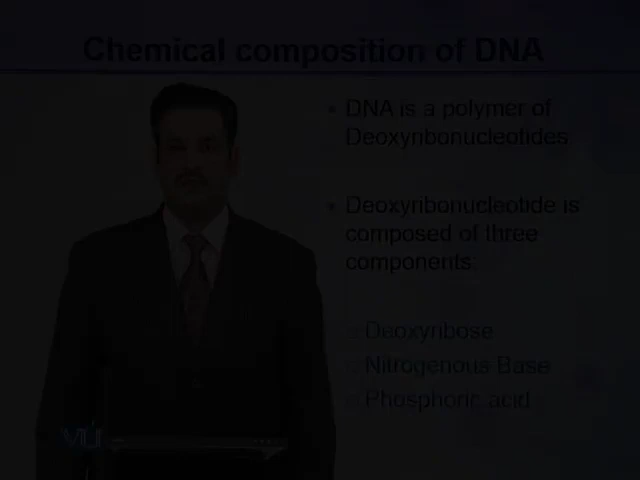 Chemical composition of DNA
• DNA is a polymer of
Deoxyribonucleotides
• Deoxyribonucleotide is
composed of three
components:
Deoxyribose
Nitrogenous Base
Phosphoric acid
VU